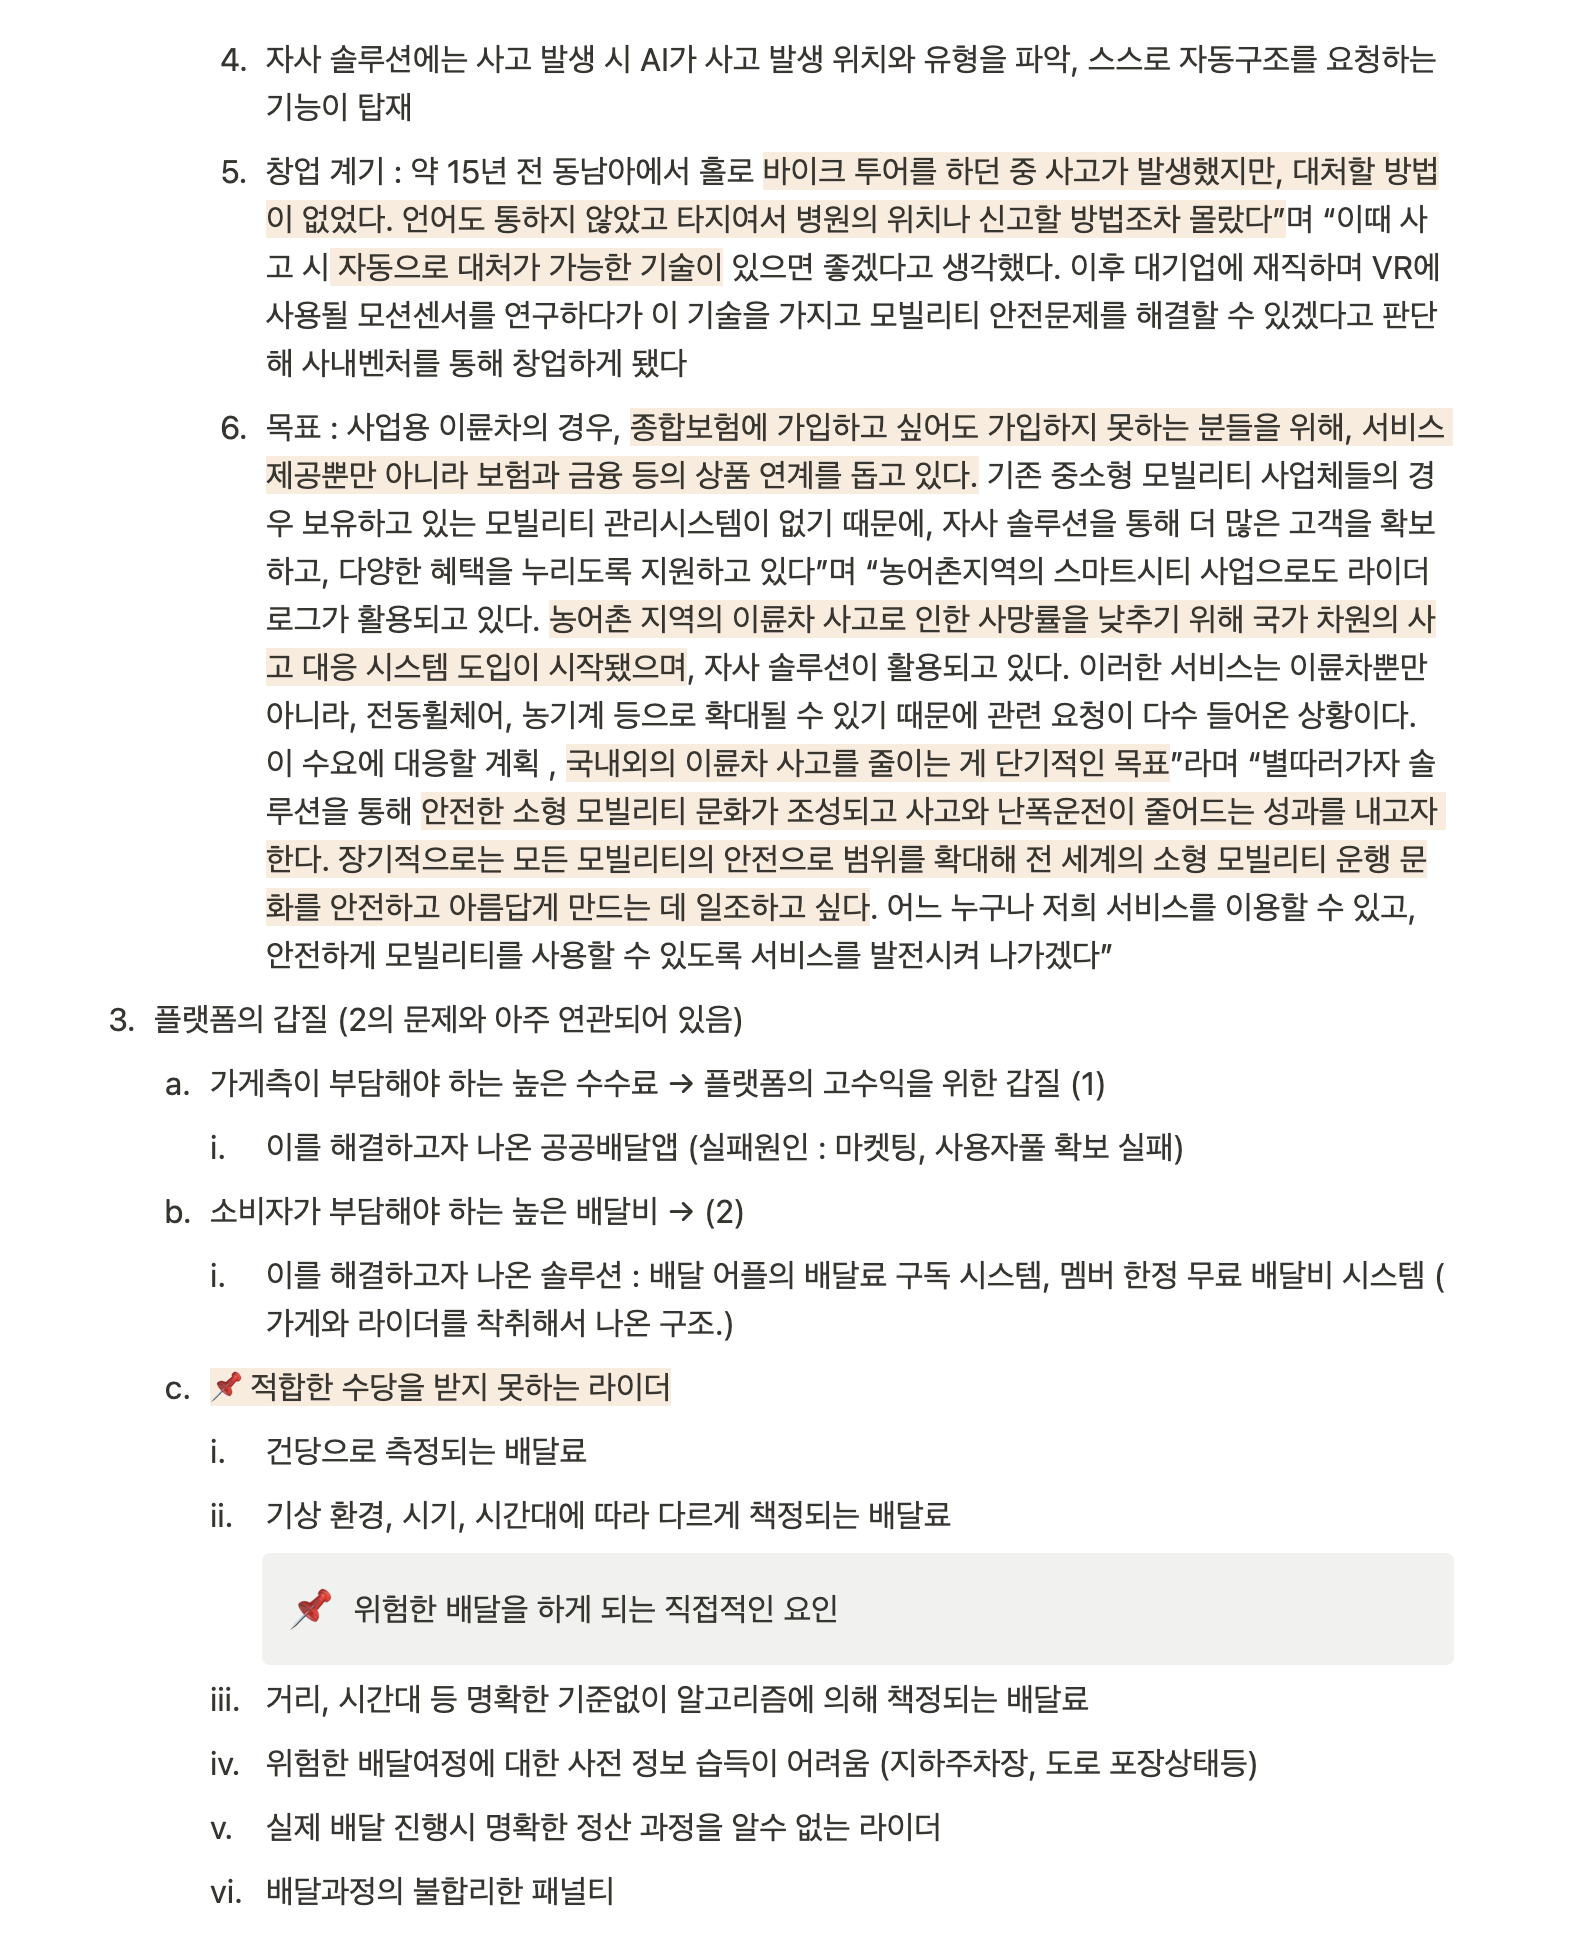 4. 자사 솔루션에는 사고 발생 시 AI가 사고 발생 위치와 유형을 파악, 스스로 자동구조를 요청하는
기능이 탑재
5. 창업 계기 : 약 15년 전 동남아에서 홀로 바이크 투어를 하던 중 사고가 발생했지만, 대처할 방법
이 없었다. 언어도 통하지 않았고 타지여서 병원의 위치나 신고할 방법조차 몰랐다”며 “이때 사
고 시 자동으로 대처가 가능한 기술이 있으면 좋겠다고 생각했다. 이후 대기업에 재직하며 VR에
사용될 모션센서를 연구하다가 이 기술을 가지고 모빌리티 안전문제를 해결할 수 있겠다고 판단
해 사내벤처를 통해 창업하게 됐다
6. 목표 : 사업용 이륜차의 경우, 종합보험에 가입하고 싶어도 가입하지 못하는 분들을 위해, 서비스
제공뿐만 아니라 보험과 금융 등의 상품 연계를 돕고 있다. 기존 중소형 모빌리티 사업체들의 경
우 보유하고 있는 모빌리티 관리시스템이 없기 때문에, 자사 솔루션을 통해 더 많은 고객을 확보
하고, 다양한 혜택을 누리도록 지원하고 있다”며 “농어촌지역의 스마트시티 사업으로도 라이더
로그가 활용되고 있다. 농어촌 지역의 이륜차 사고로 인한 사망률을 낮추기 위해 국가 차원의 사
고 대응 시스템 도입이 시작됐으며, 자사 솔루션이 활용되고 있다. 이러한 서비스는 이륜차뿐만
아니라, 전동휠체어, 농기계 등으로 확대될 수 있기 때문에 관련 요청이 다수 들어온 상황이다.
이 수요에 대응할 계획 , 국내외의 이륜차 사고를 줄이는 게 단기적인 목표”라며 “별따러가자 솔
루션을 통해 안전한 소형 모빌리티 문화가 조성되고 사고와 난폭운전이 줄어드는 성과를 내고자
한다. 장기적으로는 모든 모빌리티의 안전으로 범위를 확대해 전 세계의 소형 모빌리티 운행 문
화를 안전하고 아름답게 만드는 데 일조하고 싶다. 어느 누구나 저희 서비스를 이용할 수 있고,
안전하게 모빌리티를 사용할 수 있도록 서비스를 발전시켜 나가겠다”
3. 플랫폼의 갑질 (2의 문제와 아주 연관되어 있음)
a. 가게측이 부담해야 하는 높은 수수료 → 플랫폼의 고수익을 위한 갑질 (1)
i. 이를 해결하고자 나온 공공배달앱 (실패원인 : 마켓팅, 사용자풀 확보 실패)
b. 소비자가 부담해야 하는 높은 배달비 → (2)
i. 이를 해결하고자 나온 솔루션 : 배달 어플의 배달료 구독 시스템, 멤버 한정 무료 배달비 시스템 (
가게와 라이더를 착취해서 나온 구조.)
c. 📌 적합한 수당을 받지 못하는 라이더
i. 건당으로 측정되는 배달료
ii. 기상 환경, 시기, 시간대에 따라 다르게 책정되는 배달료
📌 위험한 배달을 하게 되는 직접적인 요인
iii. 거리, 시간대 등 명확한 기준없이 알고리즘에 의해 책정되는 배달료
iv. 위험한 배달여정에 대한 사전 정보 습득이 어려움 (지하주차장, 도로 포장상태등)
v. 실제 배달 진행시 명확한 정산 과정을 알수 없는 라이더
vi. 배달과정의 불합리한 패널티